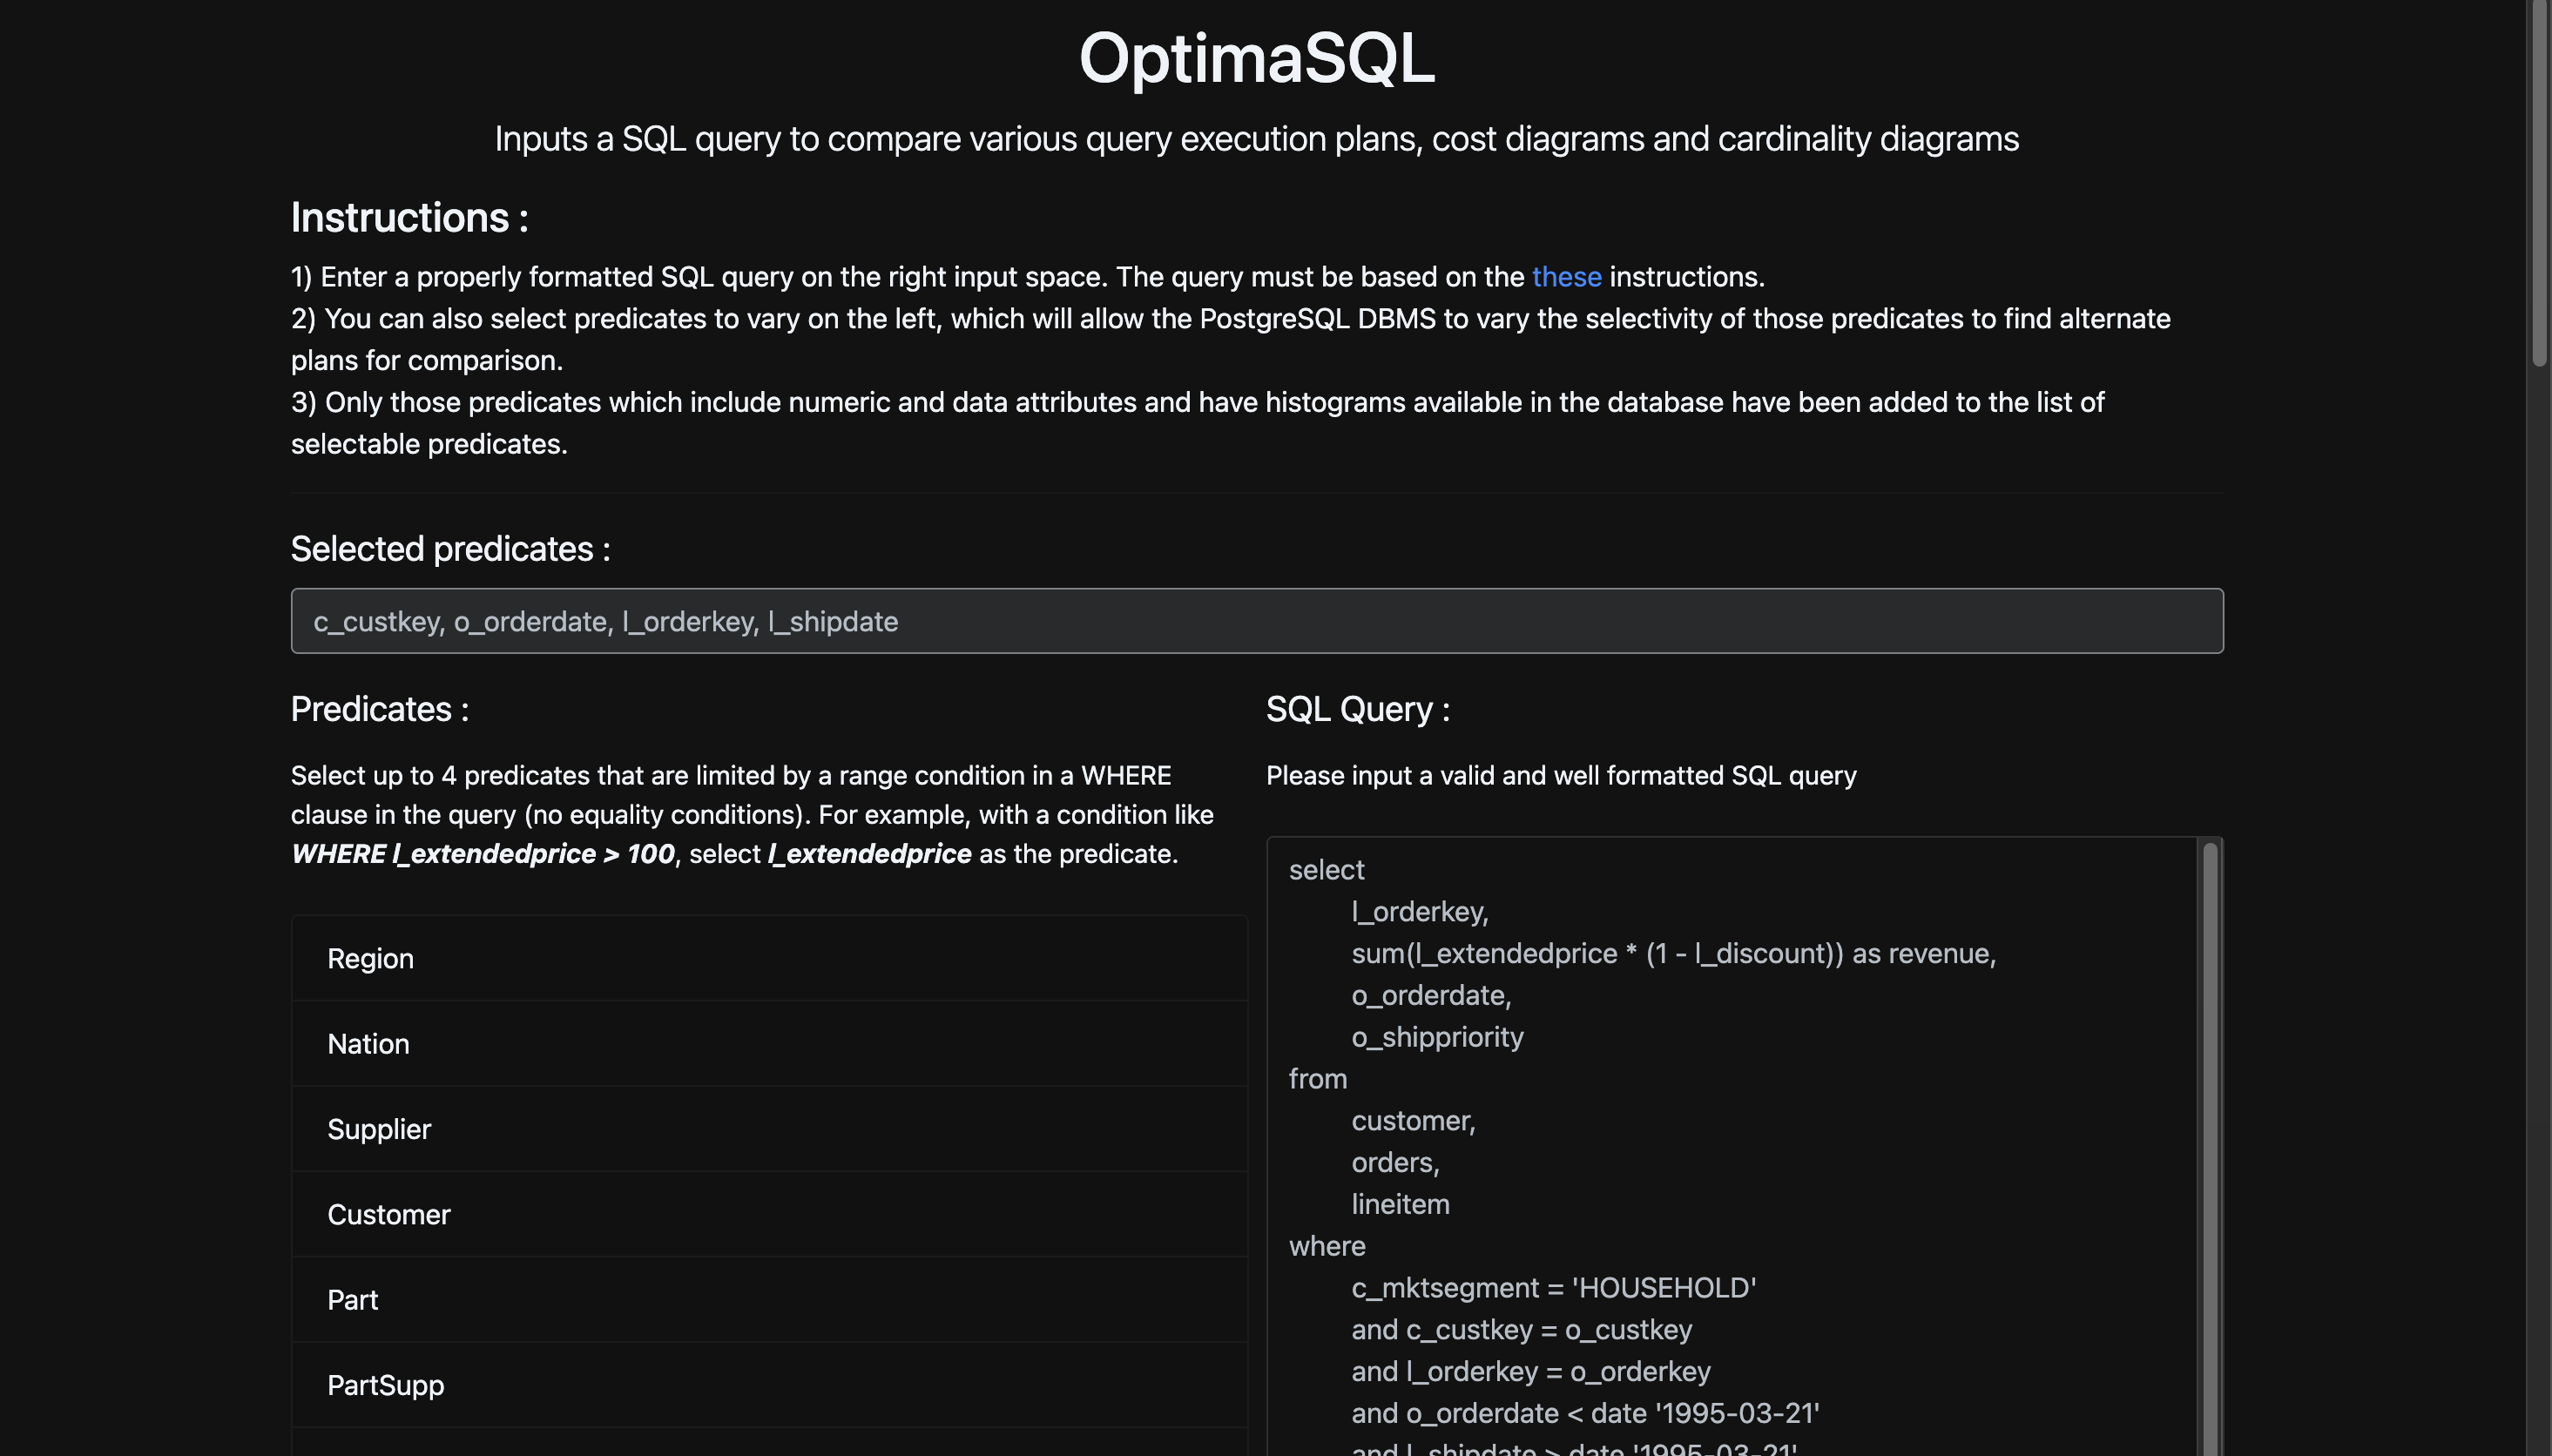 OptimaSQL
Inputs a SQL query to compare various query execution plans, cost diagrams and cardinality diagrams
Instructions :
1) Enter a properly formatted SQL query on the right input space. The query must be based on the these instructions.
2) You can also select predicates to vary on the left, which will allow the PostgreSQL DBMS to vary the selectivity of those predicates to find alternate
plans for comparison.
3) Only those predicates which include numeric and data attributes and have histograms available in the database have been added to the list of
selectable predicates.
Selected predicates :
c_custkey, o_orderdate, l_orderkey, l_shipdate
Predicates :
Select up to 4 predicates that are limited by a range condition in a WHERE
clause in the query (no equality conditions). For example, with a condition like
WHERE l_extendedprice > 100, select l_extendedprice as the predicate.
Region
Nation
Supplier
Customer
Part
PartSupp
SQL Query :
Please input a valid and well formatted SQL query
select
l_orderkey,
sum(l_extendedprice * (1 - l_discount)) as revenue,
o_orderdate,
o_shippriority
from
customer,
orders,
lineitem
where
c_mktsegment = 'HOUSEHOLD'
and c_custkey = o_custkey
and l_orderkey = o_orderkey
and o_orderdate < date '1995-03-21'
and l_shipdate > date '1995-03-21'